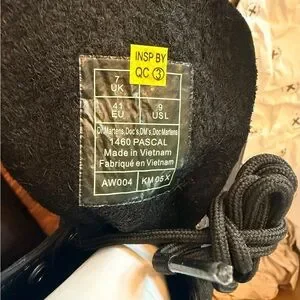 INSP BY
QC ③
7
UK
41
EU
9
USL
Dr.Martens, Doc's, DM's, Doc Martens
1460 PASCAL
Made in Vietnam
Fabriqué en Vietnam
AW004
KM 05 X